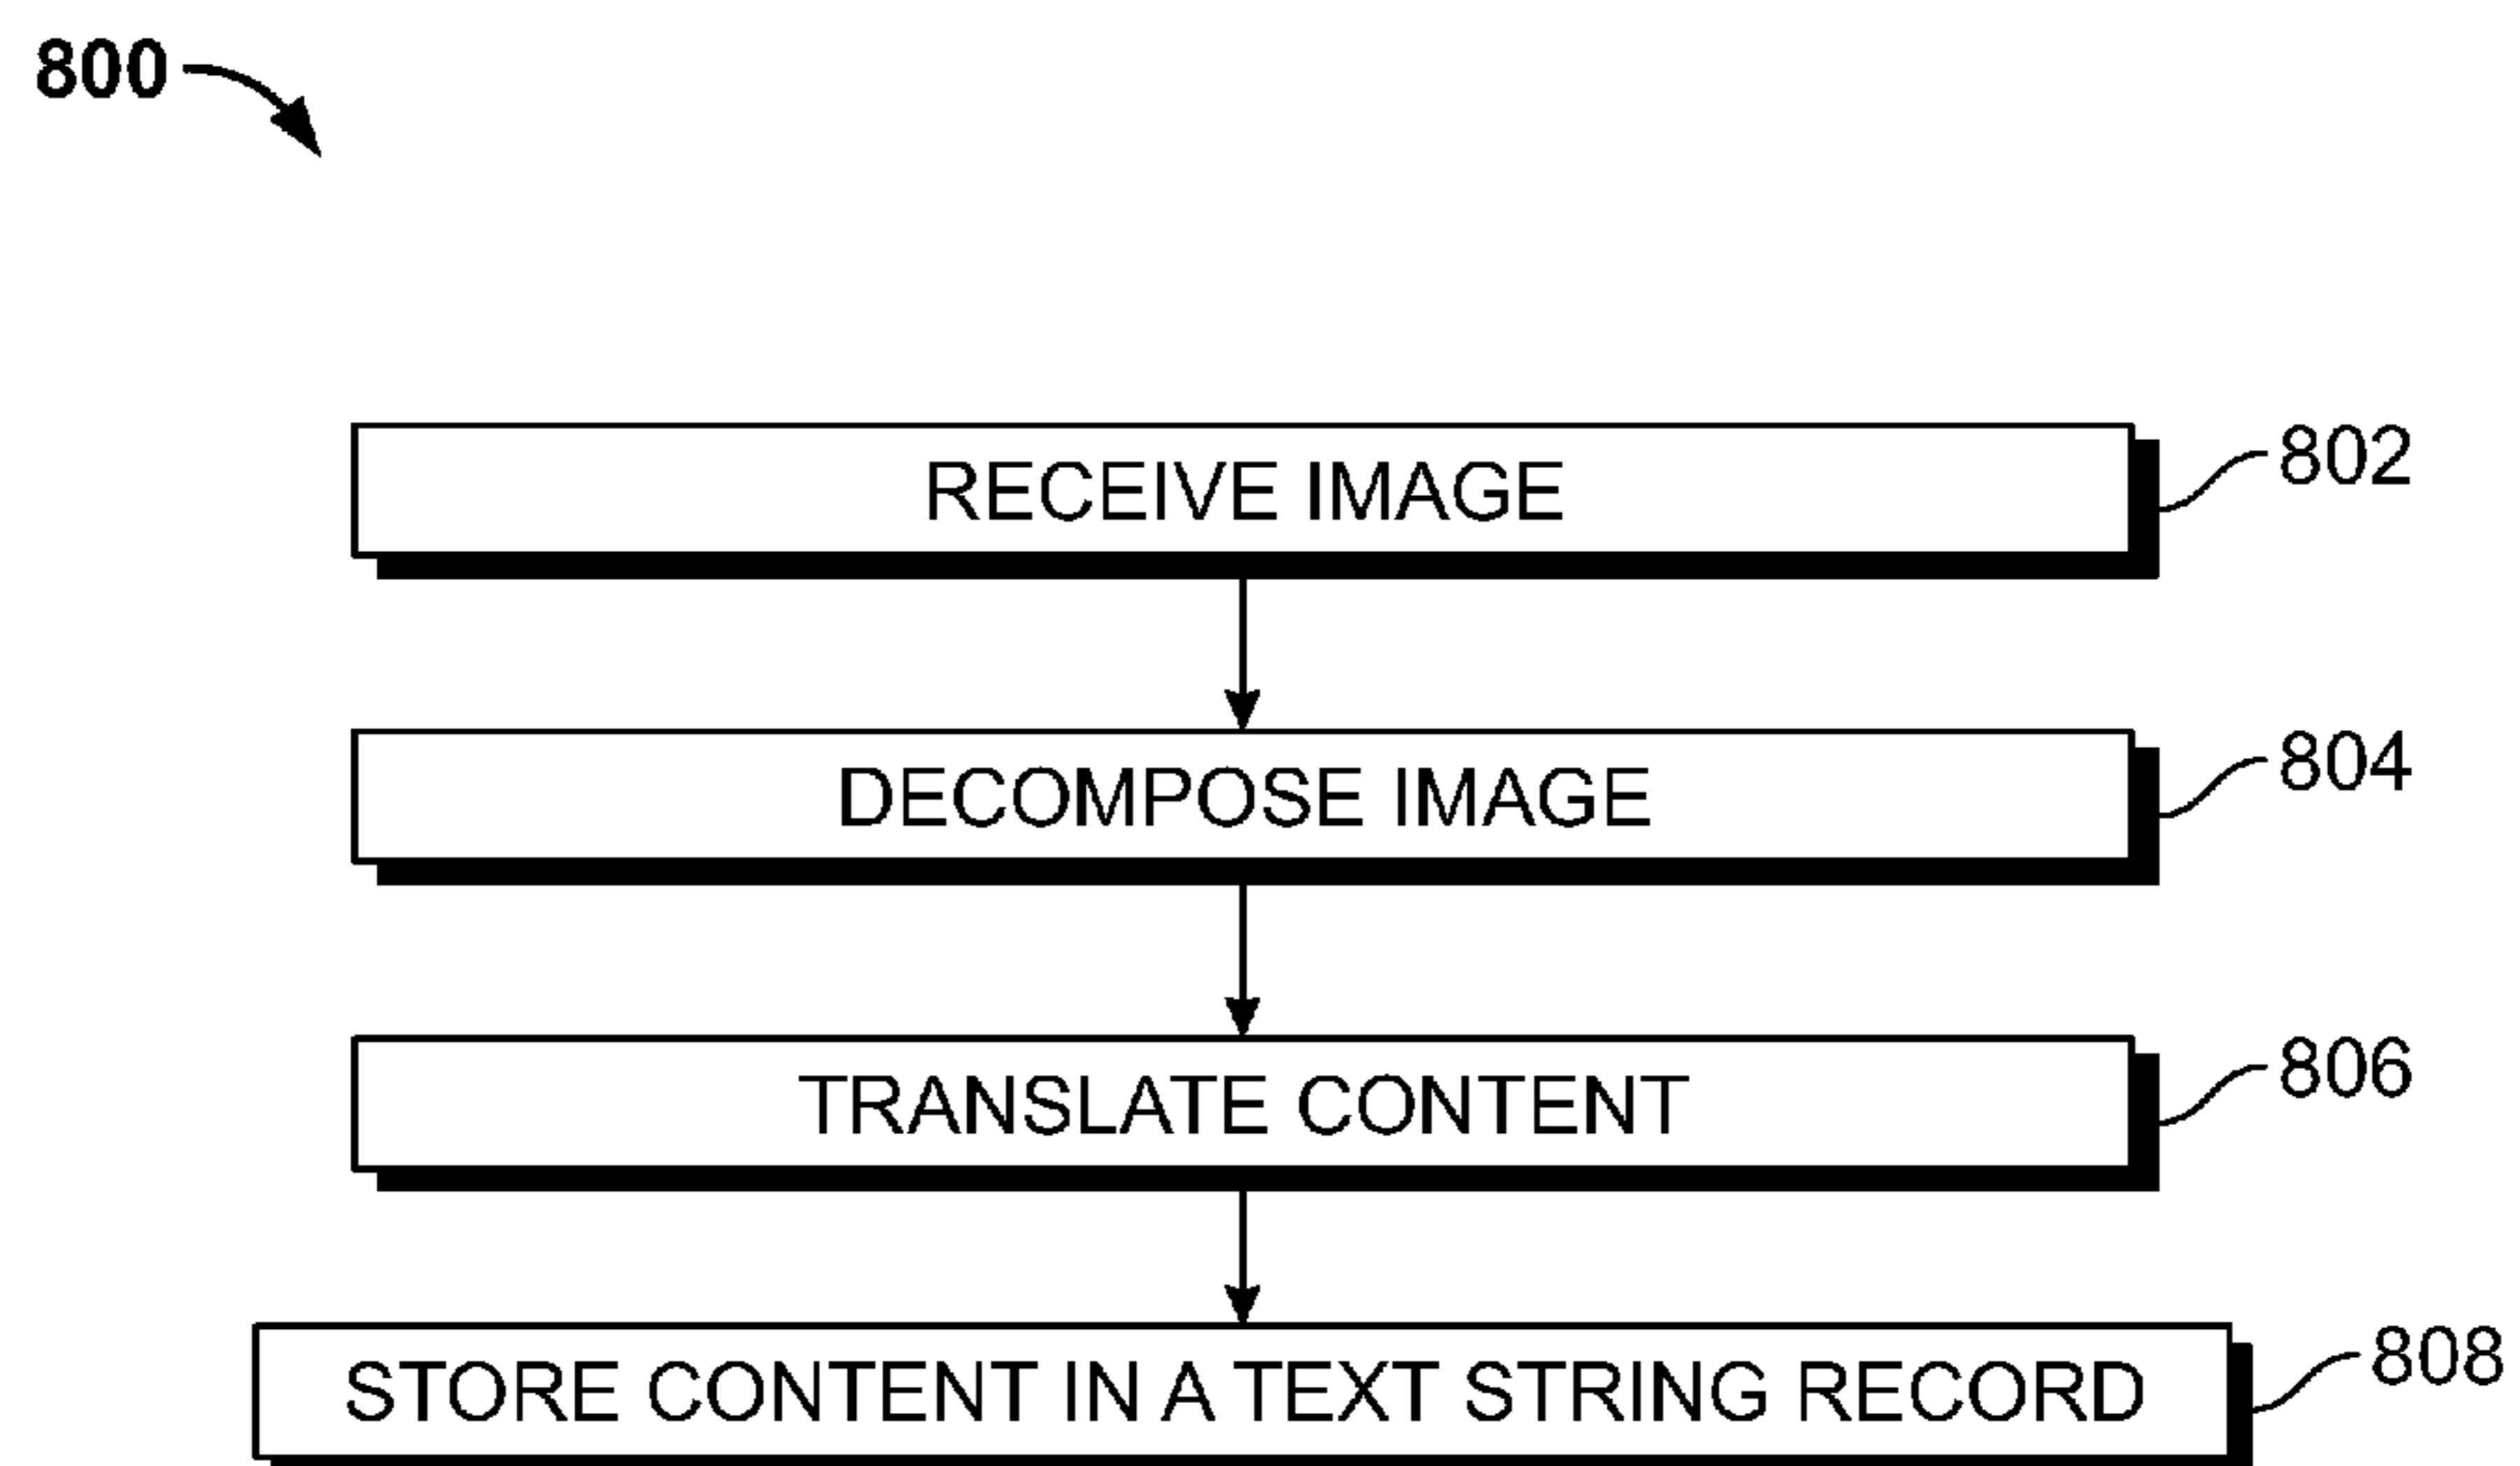 800
RECEIVE IMAGE
802
DECOMPOSE IMAGE
804
TRANSLATE CONTENT
806
STORE CONTENT IN A TEXT STRING RECORD
808